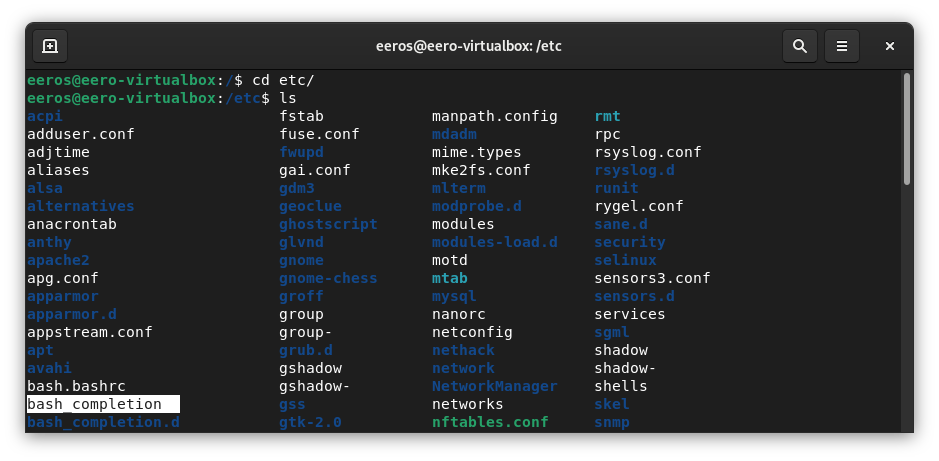 eeros@eero-virtualbox: /etc
eeros@eero-virtualbox:/$ cd etc/
eeros@eero-virtualbox:/etc$ ls
acpi fstab manpath.config rmt
adduser.conf fuse.conf mdadm rpc
adjtime fwupd mime.types rsyslog.conf
aliases gai.conf mke2fs.conf rsyslog.d
alsa gdm3 mlterm runit
alternatives geoclue modprobe.d rygel.conf
anacrontab ghostscript modules sane.d
anthy glvnd modules-load.d security
apache2 gnome motd selinux
apg.conf gnome-chess mtab sensors3.conf
apparmor groff mysql sensors.d
apparmor.d group nanorc services
appstream.conf group- netconfig sgml
apt grub.d nethack shadow
avahi gshadow network shadow-
bash.bashrc gshadow- NetworkManager shells
bash_completion gss networks skel
bash_completion.d gtk-2.0 nftables.conf snmp